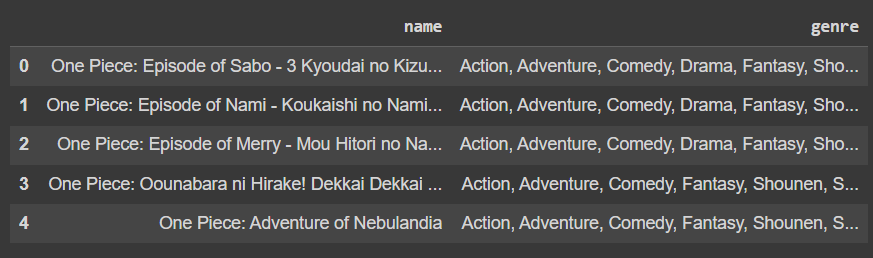 name genre
0 One Piece: Episode of Sabo - 3 Kyoudai no Kizu... Action, Adventure, Comedy, Drama, Fantasy, Sho...
1 One Piece: Episode of Nami - Koukaishi no Nami... Action, Adventure, Comedy, Drama, Fantasy, Sho...
2 One Piece: Episode of Merry - Mou Hitori no Na... Action, Adventure, Comedy, Drama, Fantasy, Sho...
3 One Piece: Oounabara ni Hirake! Dekkai Dekkai ... Action, Adventure, Comedy, Fantasy, Shounen, S...
4 One Piece: Adventure of Nebulandia Action, Adventure, Comedy, Fantasy, Shounen, S...